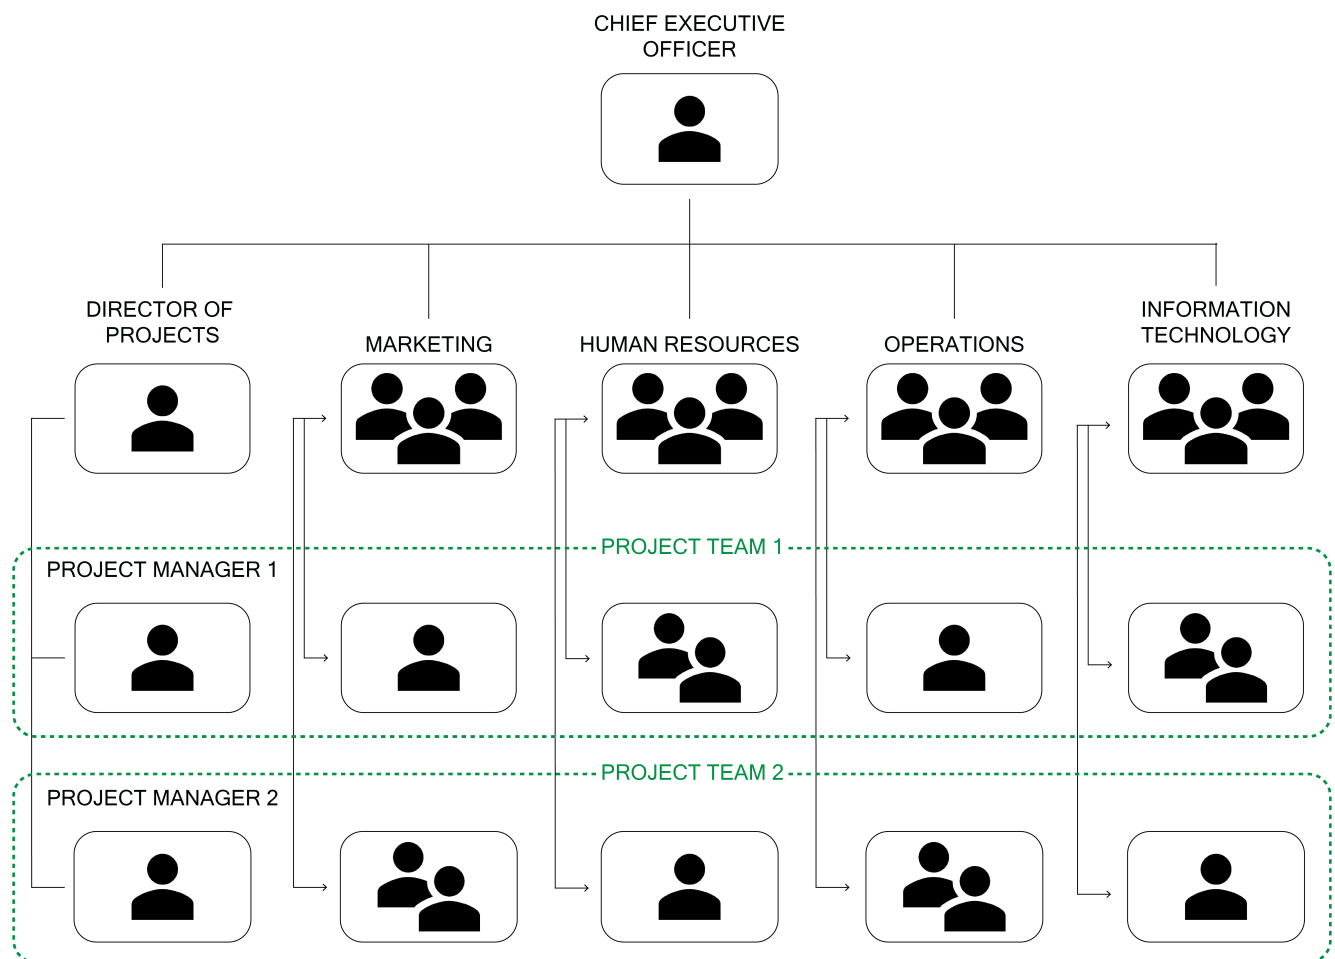 CHIEF EXECUTIVE
OFFICER
DIRECTOR OF
PROJECTS
MARKETING
HUMAN RESOURCES
OPERATIONS
INFORMATION
TECHNOLOGY
PROJECT TEAM 1
PROJECT MANAGER 1
PROJECT TEAM 2
PROJECT MANAGER 2